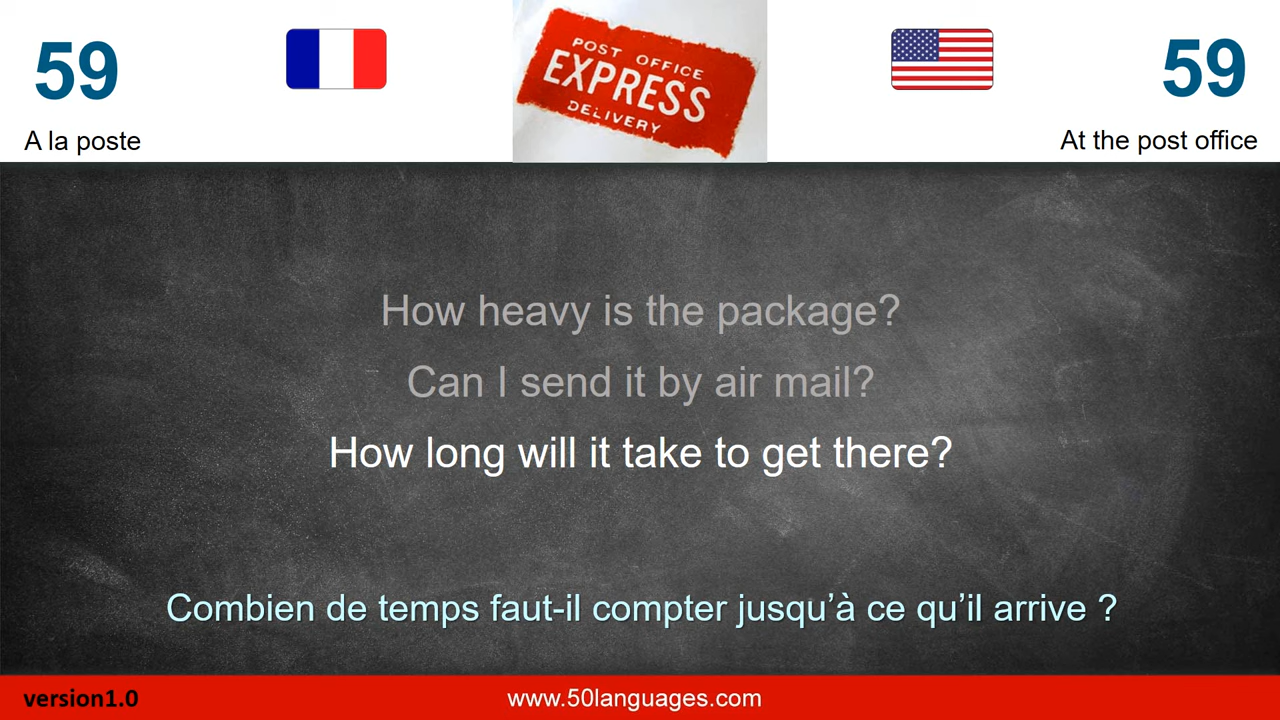 59
59
A la poste
At the post office
POST OFFICE
EXPRESS
DELIVERY
How heavy is the package?
Can I send it by air mail?
How long will it take to get there?
Combien de temps faut-il compter jusqu’à ce qu’il arrive ?
version1.0
www.50languages.com